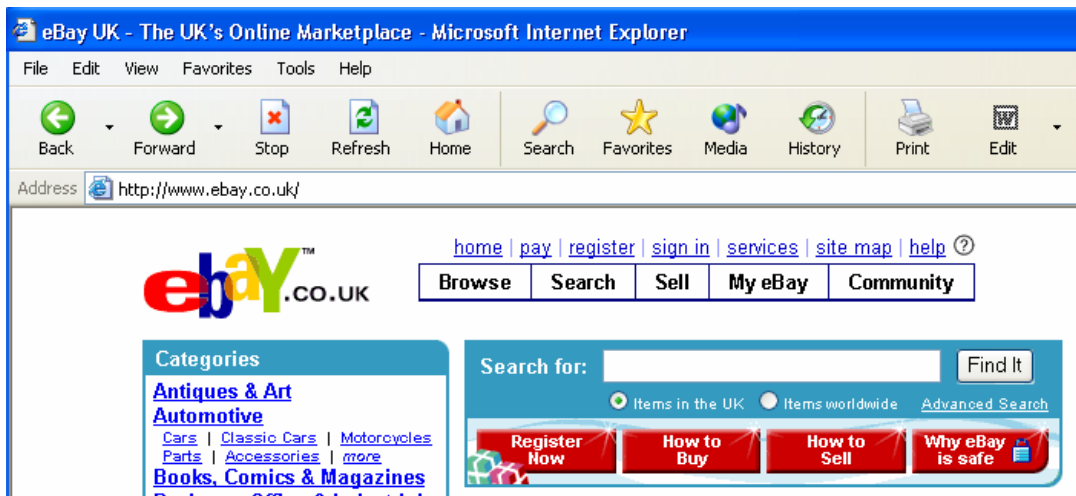 eBay UK - The UK's Online Marketplace - Microsoft Internet Explorer
File Edit View Favorites Tools Help
Back Forward Stop Refresh Home Search Favorites Media History Print Edit
Address http://www.ebay.co.uk/
home | pay | register | sign in | services | site map | help ?
ebay™.co.uk
Browse Search Sell My eBay Community
Categories
Search for: Find It
Items in the UK Items worldwide Advanced Search
Antiques & Art
Automotive
Cars | Classic Cars | Motorcycles
Parts | Accessories | more
Books, Comics & Magazines
Register Now
How to Buy
How to Sell
Why eBay is safe